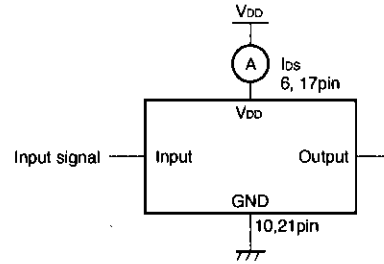 VDD
A IDS
6, 17pin
VDD
Input signal Input Output
GND
10,21pin